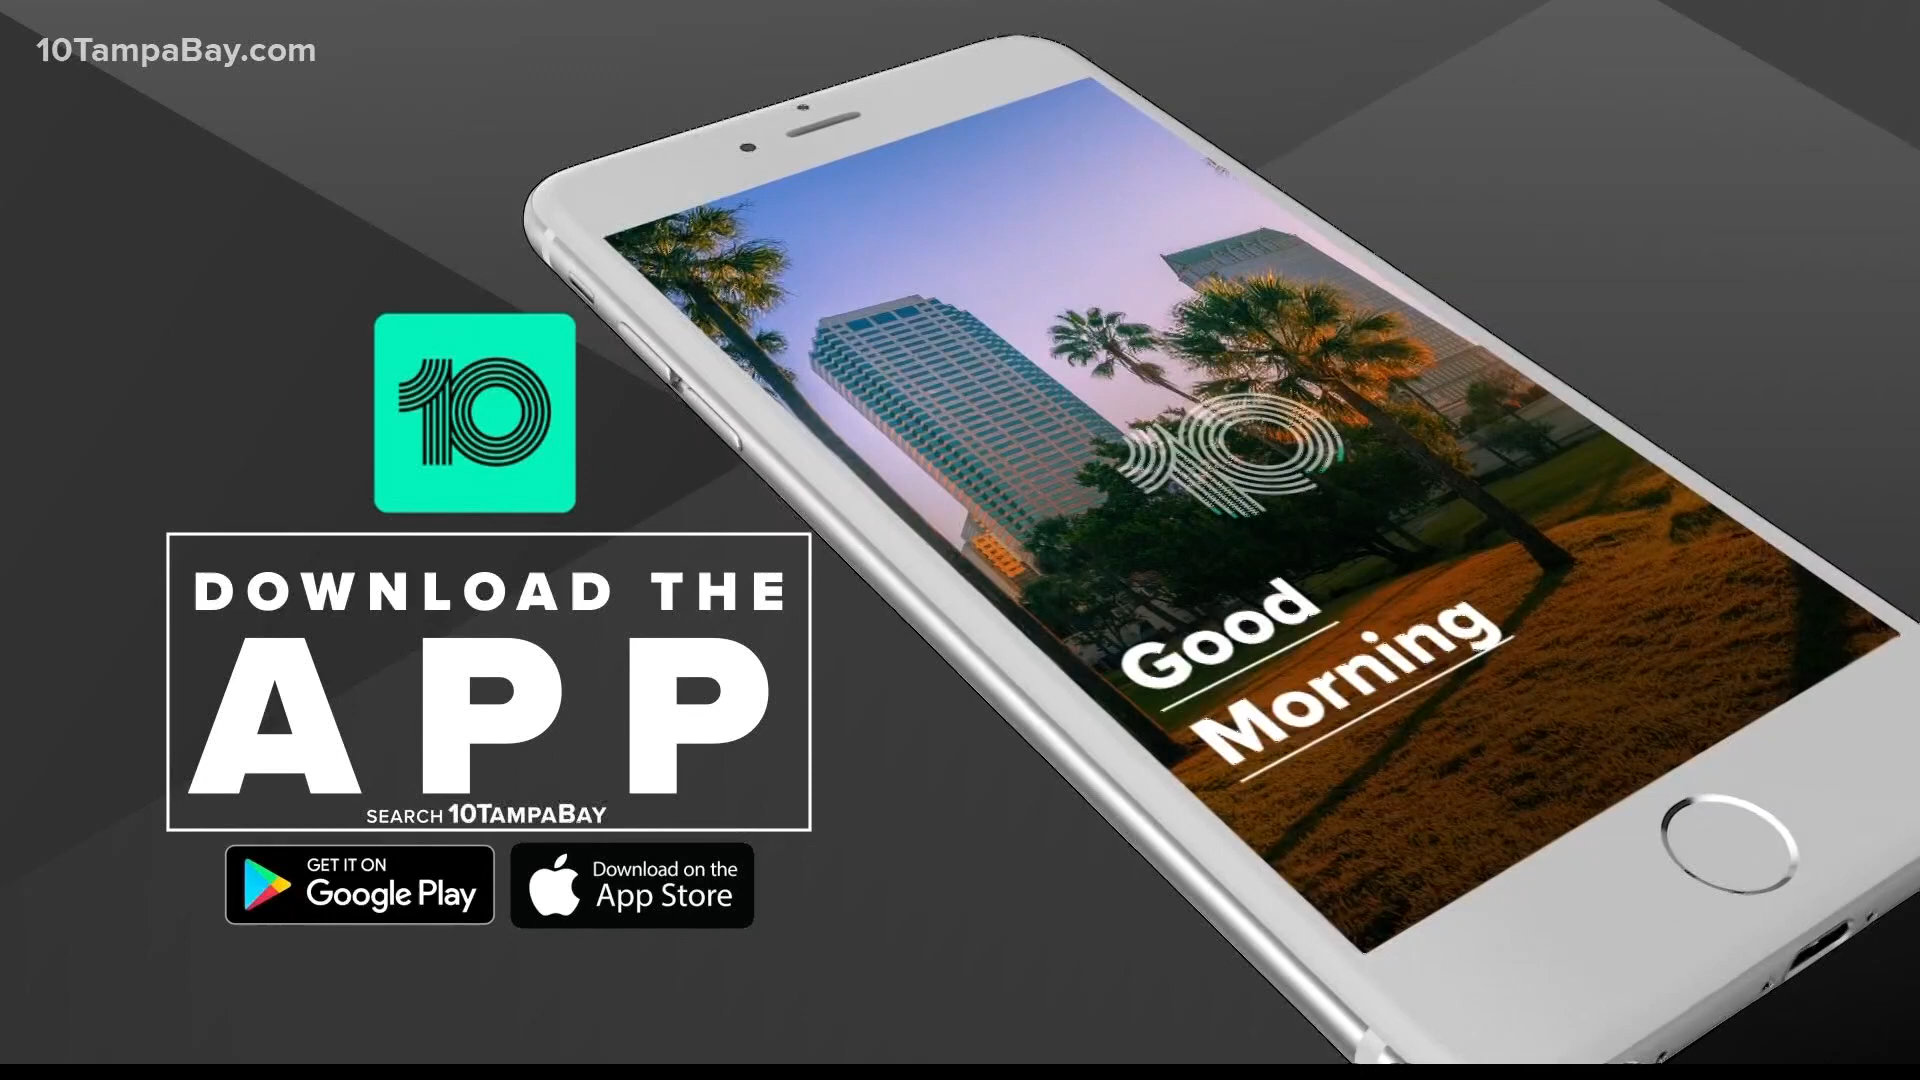 10TampaBay.com
10
DOWNLOAD THE
APP
SEARCH 10TAMPABAY
GET IT ON
Google Play
Download on the
App Store
10
Good
Morning